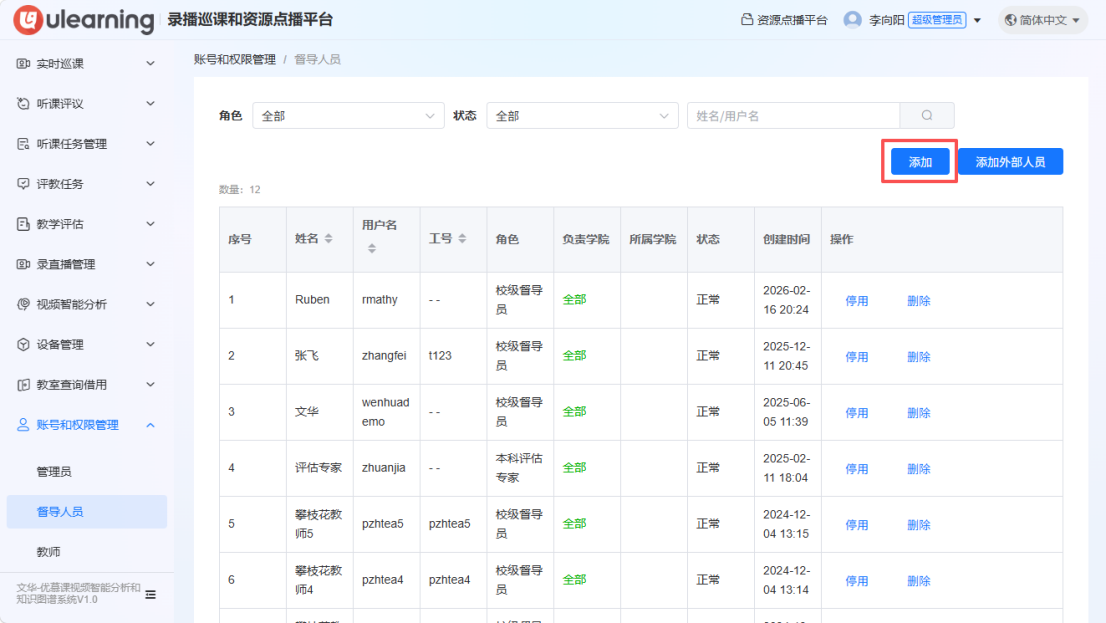 ulearning 录播巡课和资源点播平台 资源点播平台 李向阳 超级管理员 简体中文
实时巡课
听课评议
听课任务管理
评教任务
教学评估
录直播管理
视频智能分析
设备管理
教室查询借用
账号和权限管理
管理员
督导人员
教师
文华-优慕课视频智能分析和
知识图谱系统V1.0
账号和权限管理 / 督导人员
角色 全部 状态 全部 姓名/用户名
添加 添加外部人员
数量: 12
序号 姓名 用户名 工号 角色 负责学院 所属学院 状态 创建时间 操作
1 Ruben rmathy - - 校级督导员 全部 正常 2026-02-16 20:24 停用 删除
2 张飞 zhangfei t123 校级督导员 全部 正常 2025-12-11 20:45 停用 删除
3 文华 wenhuademo - - 校级督导员 全部 正常 2025-06-05 11:39 停用 删除
4 评估专家 zhuanjia - - 本科评估专家 全部 正常 2025-02-11 18:04 停用 删除
5 攀枝花教师5 pzhtea5 pzhtea5 校级督导员 全部 正常 2024-12-04 13:15 停用 删除
6 攀枝花教师4 pzhtea4 pzhtea4 校级督导员 全部 正常 2024-12-04 13:14 停用 删除